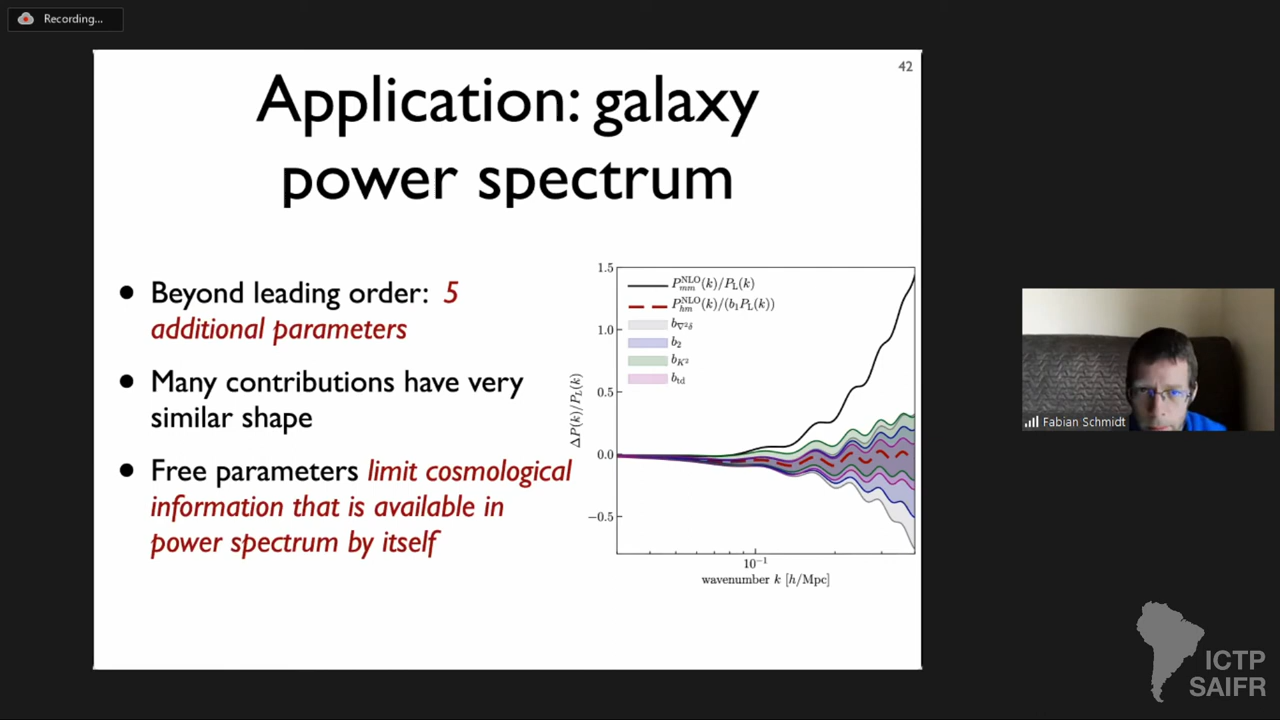 Recording...
42
Application: galaxy
power spectrum
• Beyond leading order: 5
additional parameters
• Many contributions have very
similar shape
• Free parameters limit cosmological
information that is available in
power spectrum by itself
1.5
1.0
0.5
0.0
−0.5
ΔP(k)/P_L(k)
P_mm^NLO(k)/P_L(k)
P_hm^NLO(k)/(b_1P_L(k))
b_∇²δ
b_2
b_K²
b_td
10⁻¹
wavenumber k [h/Mpc]
Fabian Schmidt
ICTP
SAIFR